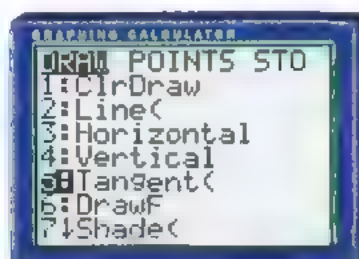 GRAPHING CALCULATOR
DRAW POINTS STO
1:ClrDraw
2:Line(
3:Horizontal
4:Vertical
5:Tangent(
6:DrawF
7↓Shade(